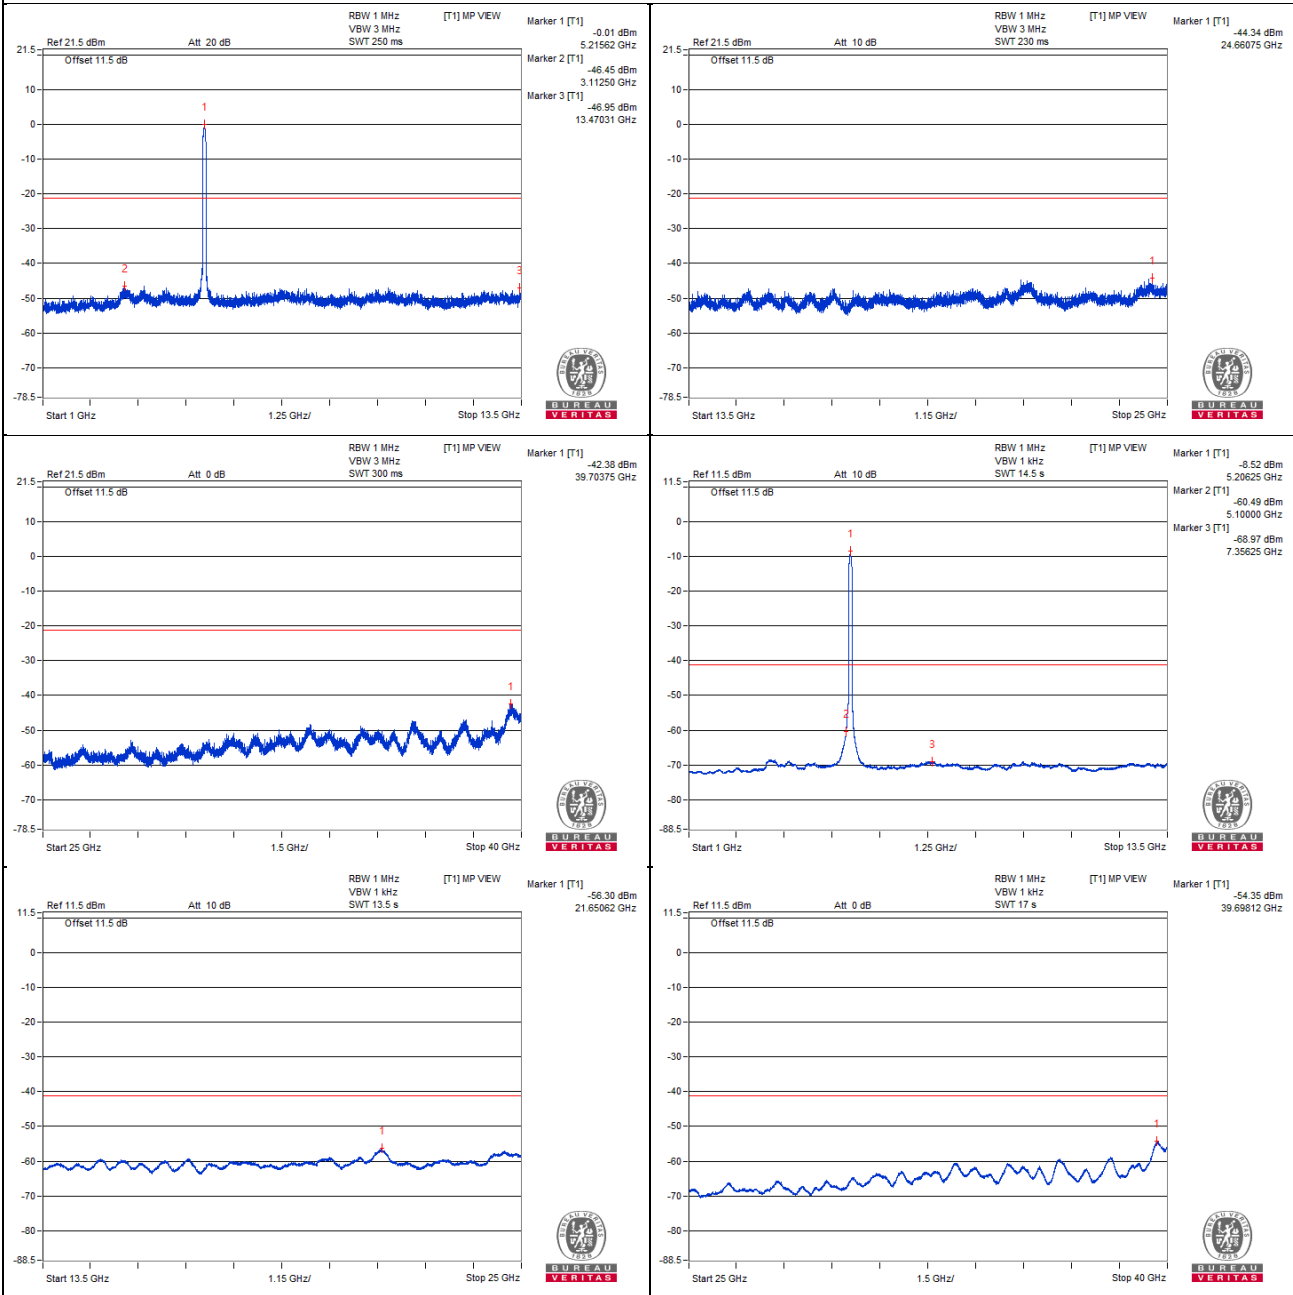 RBW 1 MHz [T1] MP VIEW
VBW 3 MHz
Ref 21.5 dBm Att 20 dB SWT 250 ms
Offset 11.5 dB
Marker 1 [T1]
-0.01 dBm
5.21562 GHz
Marker 2 [T1]
-46.45 dBm
3.11250 GHz
Marker 3 [T1]
-46.95 dBm
13.47031 GHz
21.5
10
0
-10
-20
-30
-40
-50
-60
-70
-78.5
1
2
3
Start 1 GHz 1.25 GHz/ Stop 13.5 GHz
BUREAU VERITAS
1828
BUREAU
VERITAS
RBW 1 MHz [T1] MP VIEW
VBW 3 MHz
Ref 21.5 dBm Att 10 dB SWT 230 ms
Offset 11.5 dB
Marker 1 [T1]
-44.34 dBm
24.66075 GHz
21.5
10
0
-10
-20
-30
-40
-50
-60
-70
-78.5
1
Start 13.5 GHz 1.15 GHz/ Stop 25 GHz
BUREAU VERITAS
1828
BUREAU
VERITAS
RBW 1 MHz [T1] MP VIEW
VBW 3 MHz
Ref 21.5 dBm Att 0 dB SWT 300 ms
Offset 11.5 dB
Marker 1 [T1]
-42.38 dBm
39.70375 GHz
21.5
10
0
-10
-20
-30
-40
-50
-60
-70
-78.5
1
Start 25 GHz 1.5 GHz/ Stop 40 GHz
BUREAU VERITAS
1828
BUREAU
VERITAS
RBW 1 MHz [T1] MP VIEW
VBW 1 kHz
Ref 11.5 dBm Att 10 dB SWT 14.5 s
Offset 11.5 dB
Marker 1 [T1]
-8.52 dBm
5.20625 GHz
Marker 2 [T1]
-60.49 dBm
5.10000 GHz
Marker 3 [T1]
-68.97 dBm
7.35625 GHz
11.5
0
-10
-20
-30
-40
-50
-60
-70
-80
-88.5
1
2
3
Start 1 GHz 1.25 GHz/ Stop 13.5 GHz
BUREAU VERITAS
1828
BUREAU
VERITAS
RBW 1 MHz [T1] MP VIEW
VBW 1 kHz
Ref 11.5 dBm Att 10 dB SWT 13.5 s
Offset 11.5 dB
Marker 1 [T1]
-56.30 dBm
21.65062 GHz
11.5
0
-10
-20
-30
-40
-50
-60
-70
-80
-88.5
1
Start 13.5 GHz 1.15 GHz/ Stop 25 GHz
BUREAU VERITAS
1828
BUREAU
VERITAS
RBW 1 MHz [T1] MP VIEW
VBW 1 kHz
Ref 11.5 dBm Att 0 dB SWT 17 s
Offset 11.5 dB
Marker 1 [T1]
-54.35 dBm
39.69812 GHz
11.5
0
-10
-20
-30
-40
-50
-60
-70
-80
-88.5
1
Start 25 GHz 1.5 GHz/ Stop 40 GHz
BUREAU VERITAS
1828
BUREAU
VERITAS